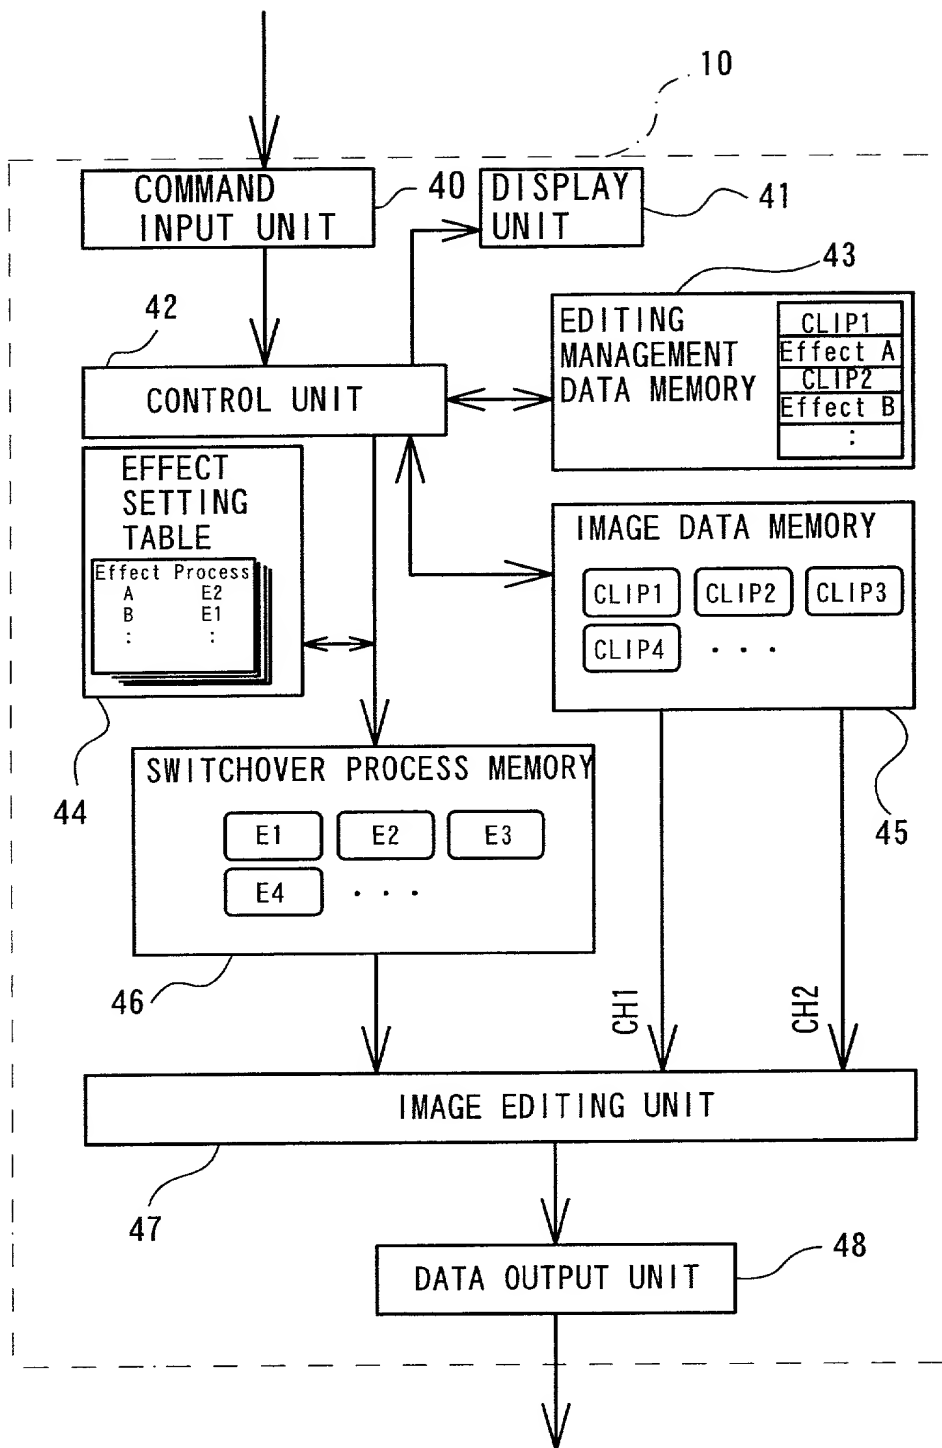 10
COMMAND
INPUT UNIT
40
DISPLAY
UNIT
41
42
CONTROL UNIT
43
EDITING
MANAGEMENT
DATA MEMORY
CLIP1
Effect A
CLIP2
Effect B
:
EFFECT
SETTING
TABLE
Effect Process
A E2
B E1
: :
44
IMAGE DATA MEMORY
CLIP1 CLIP2 CLIP3
CLIP4 ...
45
SWITCHOVER PROCESS MEMORY
E1 E2 E3
E4 ...
46
CH1
CH2
IMAGE EDITING UNIT
47
DATA OUTPUT UNIT
48